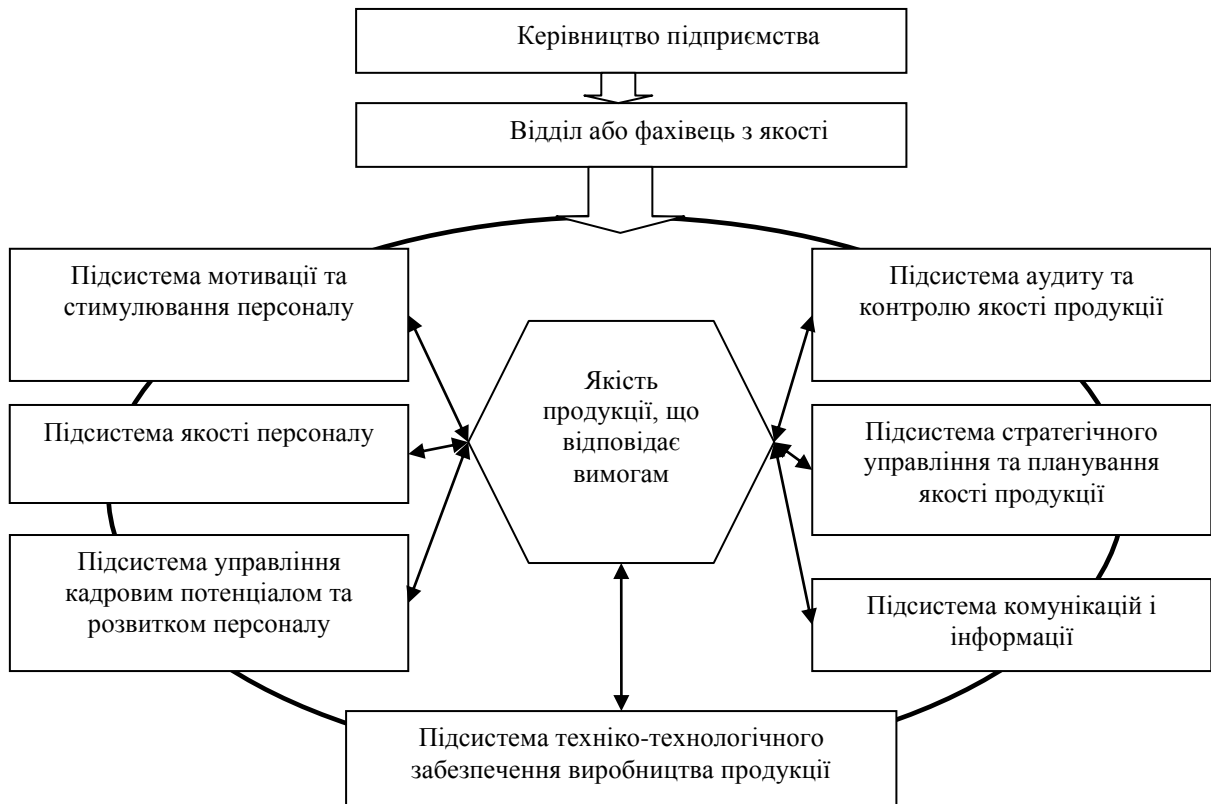 Керівництво підприємства
Відділ або фахівець з якості
Підсистема мотивації та
стимулювання персоналу
Підсистема якості персоналу
Підсистема управління
кадровим потенціалом та
розвитком персоналу
Якість
продукції, що
відповідає
вимогам
Підсистема аудиту та
контролю якості продукції
Підсистема стратегічного
управління та планування
якості продукції
Підсистема комунікацій і
інформації
Підсистема техніко-технологічного
забезпечення виробництва продукції